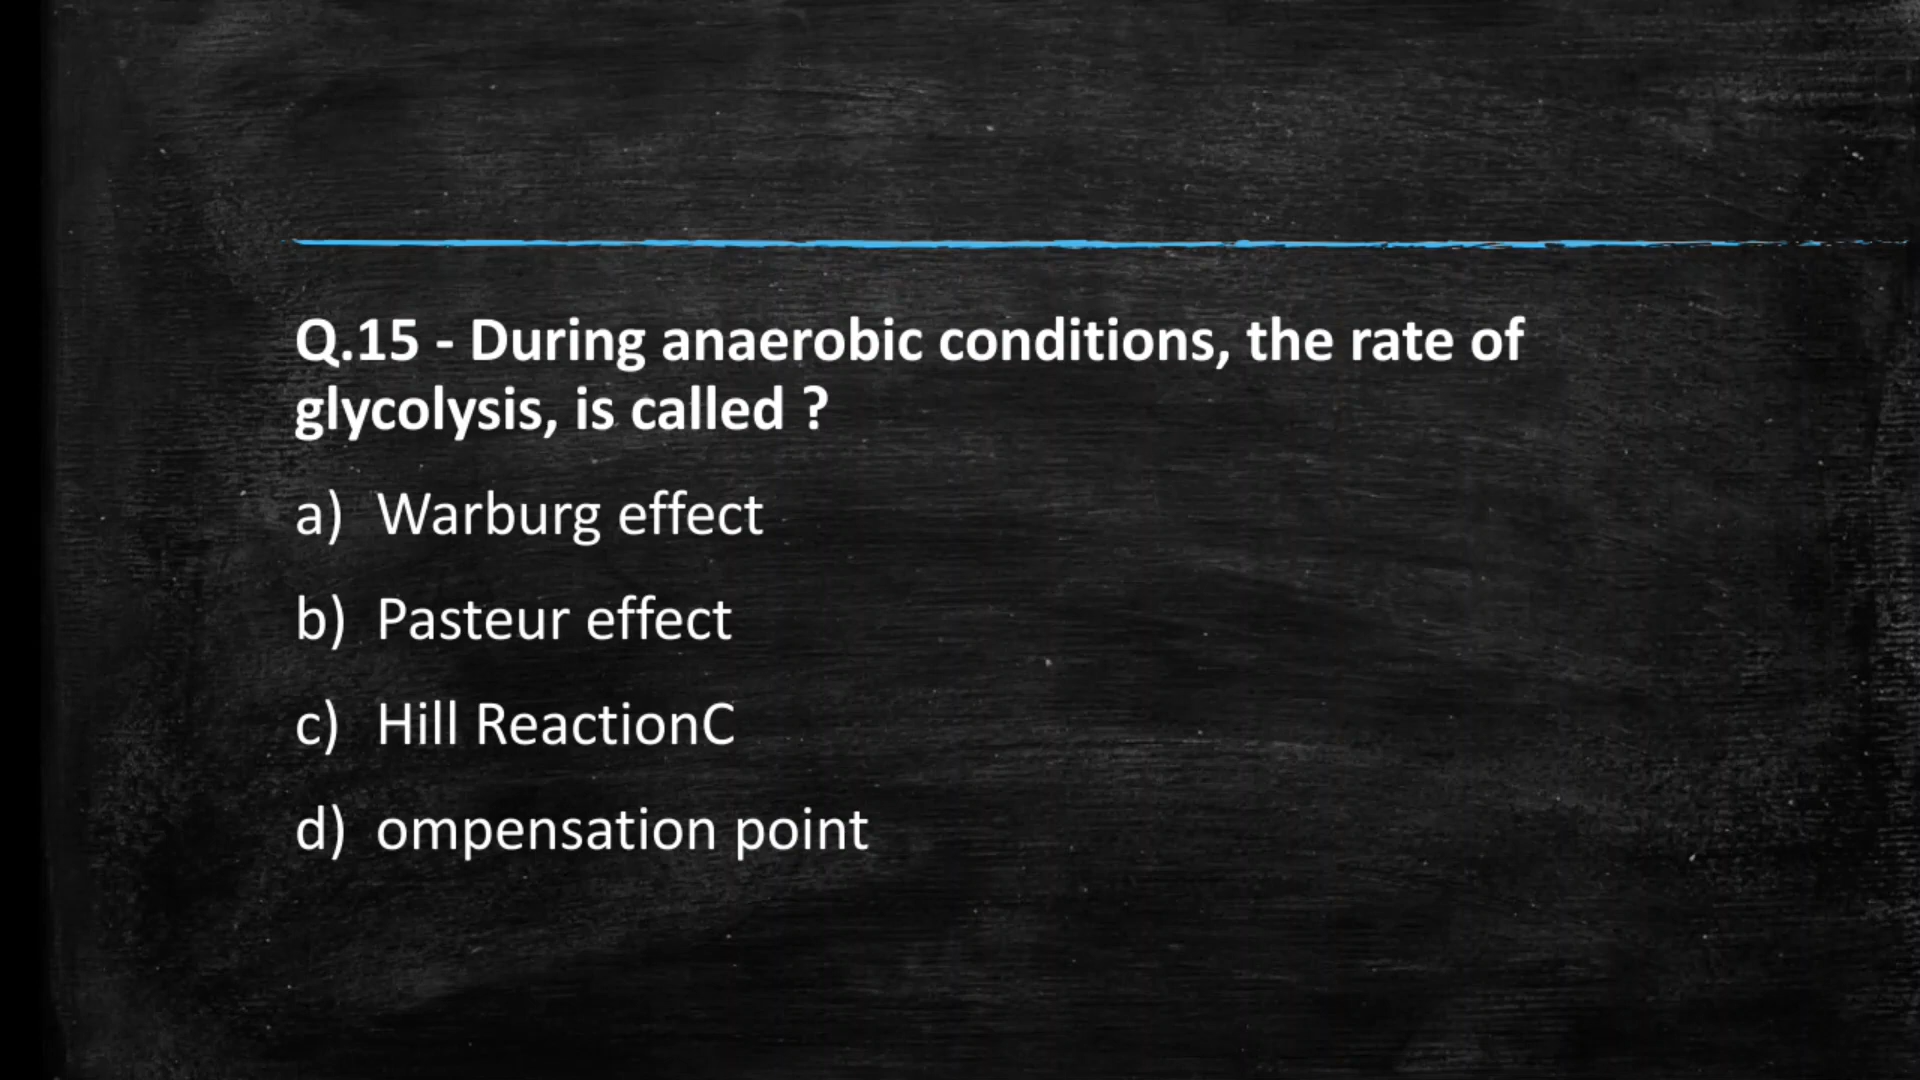 Q.15 - During anaerobic conditions, the rate of
glycolysis, is called ?
a) Warburg effect
b) Pasteur effect
c) Hill ReactionC
d) ompensation point